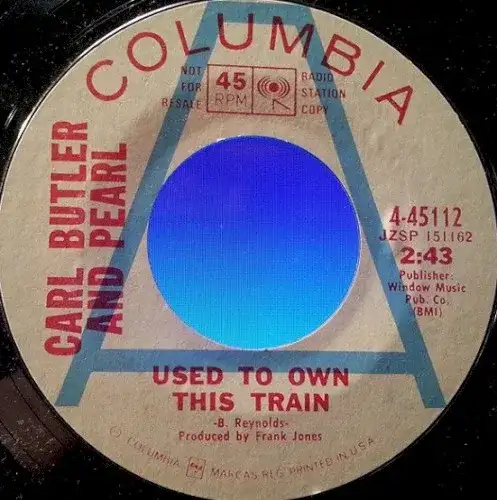 COLUMBIA
NOT
FOR
RESALE
45
RPM
RADIO
STATION
COPY
A
CARL BUTLER
AND PEARL
4-45112
JZSP 151162
2:43
Publisher:
Window Music
Pub. Co.
(BMI)
USED TO OWN
THIS TRAIN
-B. Reynolds-
Produced by Frank Jones
© COLUMBIA MARCAS REG. PRINTED IN U.S.A.